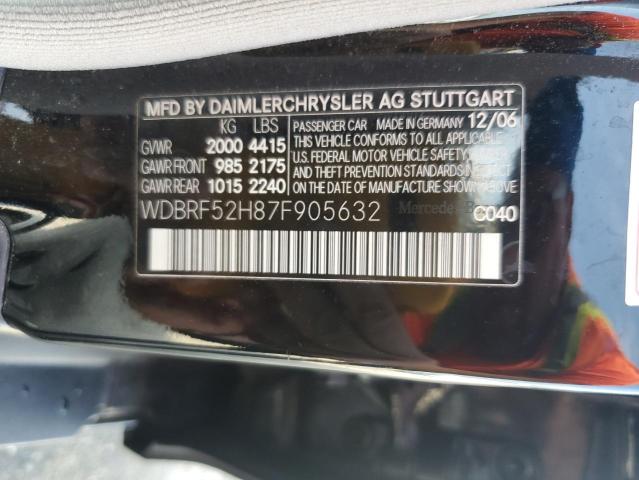 MFD BY DAIMLERCHRYSLER AG STUTTGART
KG LBS
GVWR 2000 4415
GAWR FRONT 985 2175
GAWR REAR 1015 2240
PASSENGER CAR MADE IN GERMANY 12/06
THIS VEHICLE CONFORMS TO ALL APPLICABLE
U.S. FEDERAL MOTOR VEHICLE SAFETY,
AND THEFT PREVENTION STANDARDS IN EFFECT
ON THE DATE OF MANUFACTURE SHOWN ABOVE.
WDBRF52H87F905632
C040